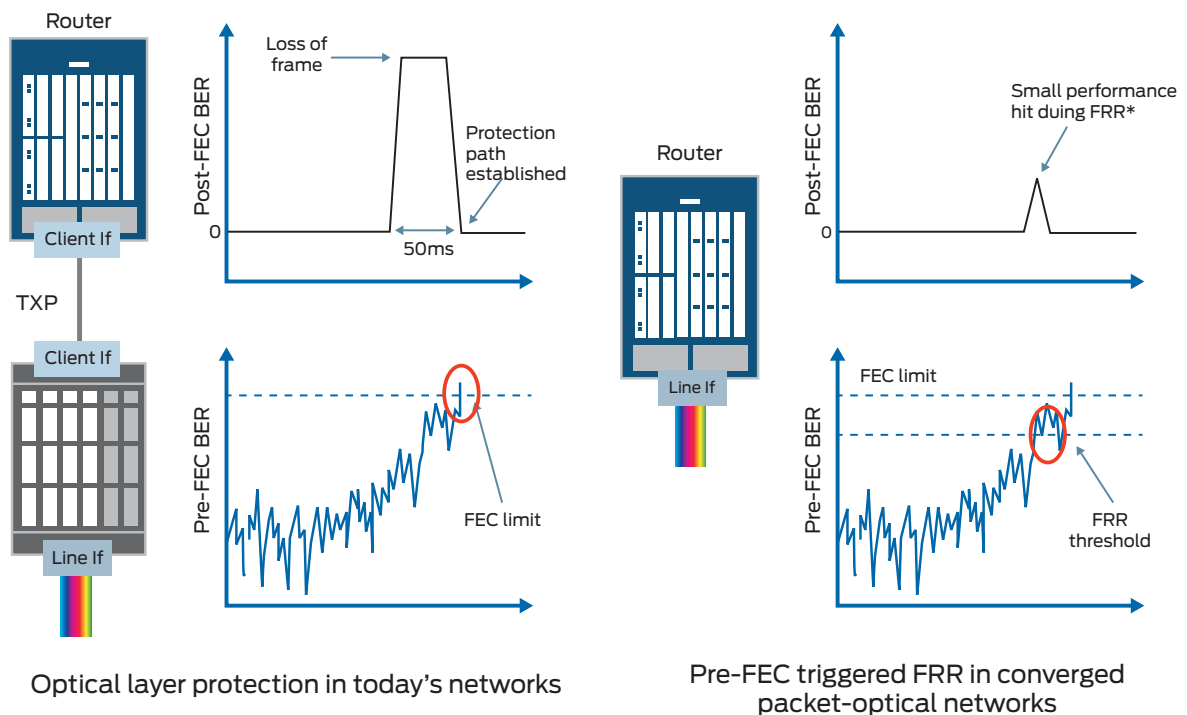 Router
Client If
TXP
Client If
Line If
Post-FEC BER
0
Loss of
frame
Protection
path
established
50ms
Pre-FEC BER
FEC limit
Optical layer protection in today's networks
Router
Line If
Post-FEC BER
0
Small performance
hit duing FRR*
Pre-FEC BER
FEC limit
FRR
threshold
Pre-FEC triggered FRR in converged
packet-optical networks